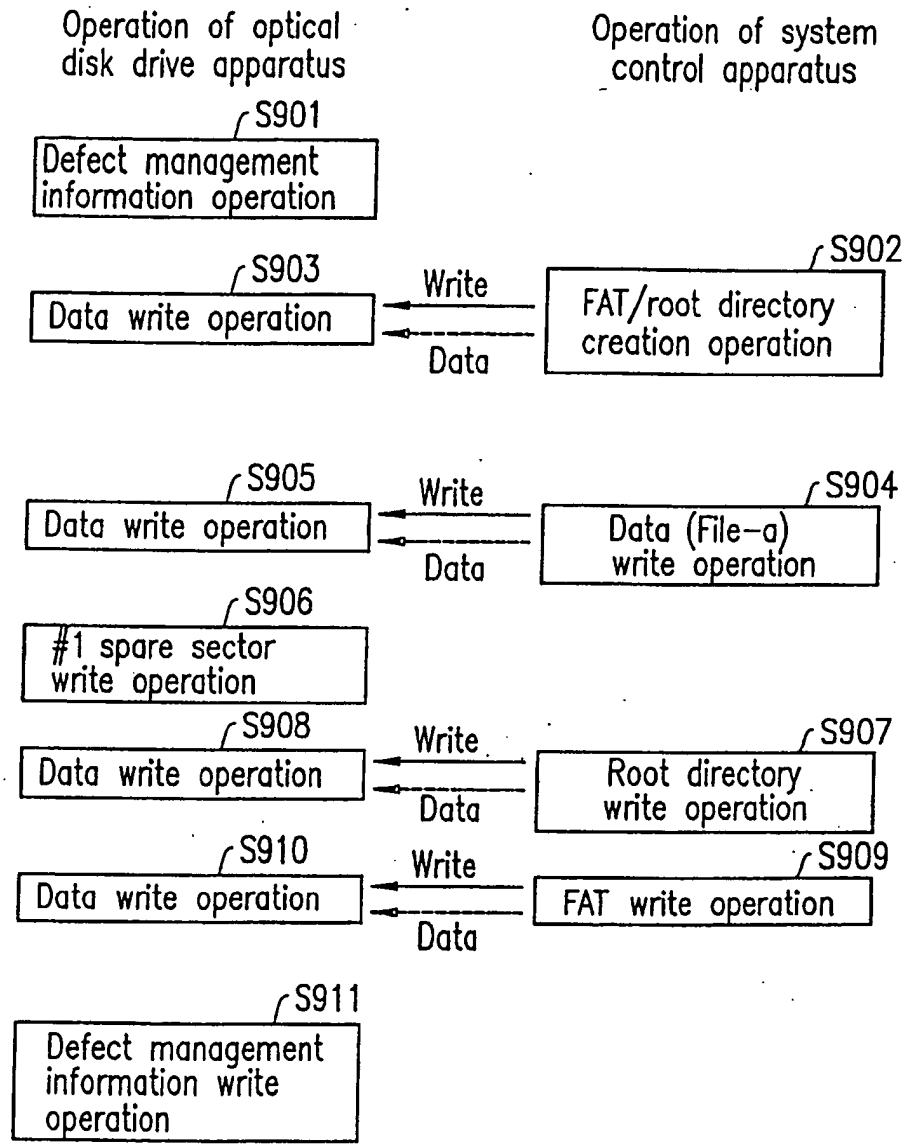 Operation of optical
disk drive apparatus
Operation of system
control apparatus
S901
Defect management
information operation
S902
FAT/root directory
creation operation
S903
Data write operation
Write
Data
S904
Data (File-a)
write operation
S905
Data write operation
Write
Data
S906
#1 spare sector
write operation
S907
Root directory
write operation
S908
Data write operation
Write
Data
S909
FAT write operation
S910
Data write operation
Write
Data
S911
Defect management
information write
operation